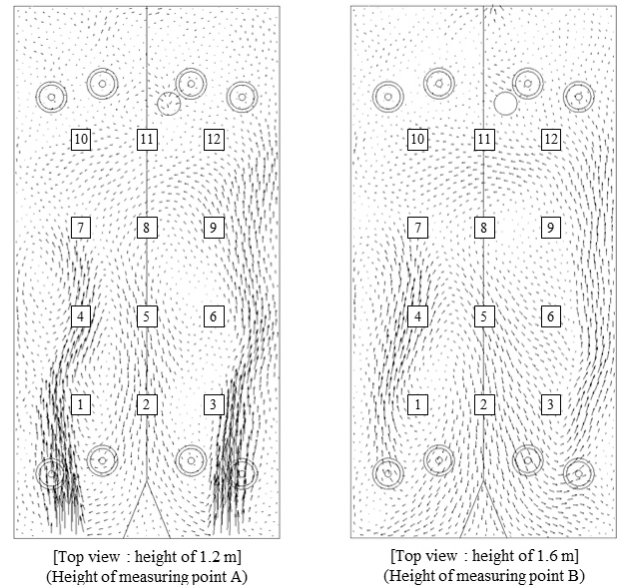 10 11 12
7 8 9
4 5 6
1 2 3
[Top view : height of 1.2 m]
(Height of measuring point A)
10 11 12
7 8 9
4 5 6
1 2 3
[Top view : height of 1.6 m]
(Height of measuring point B)